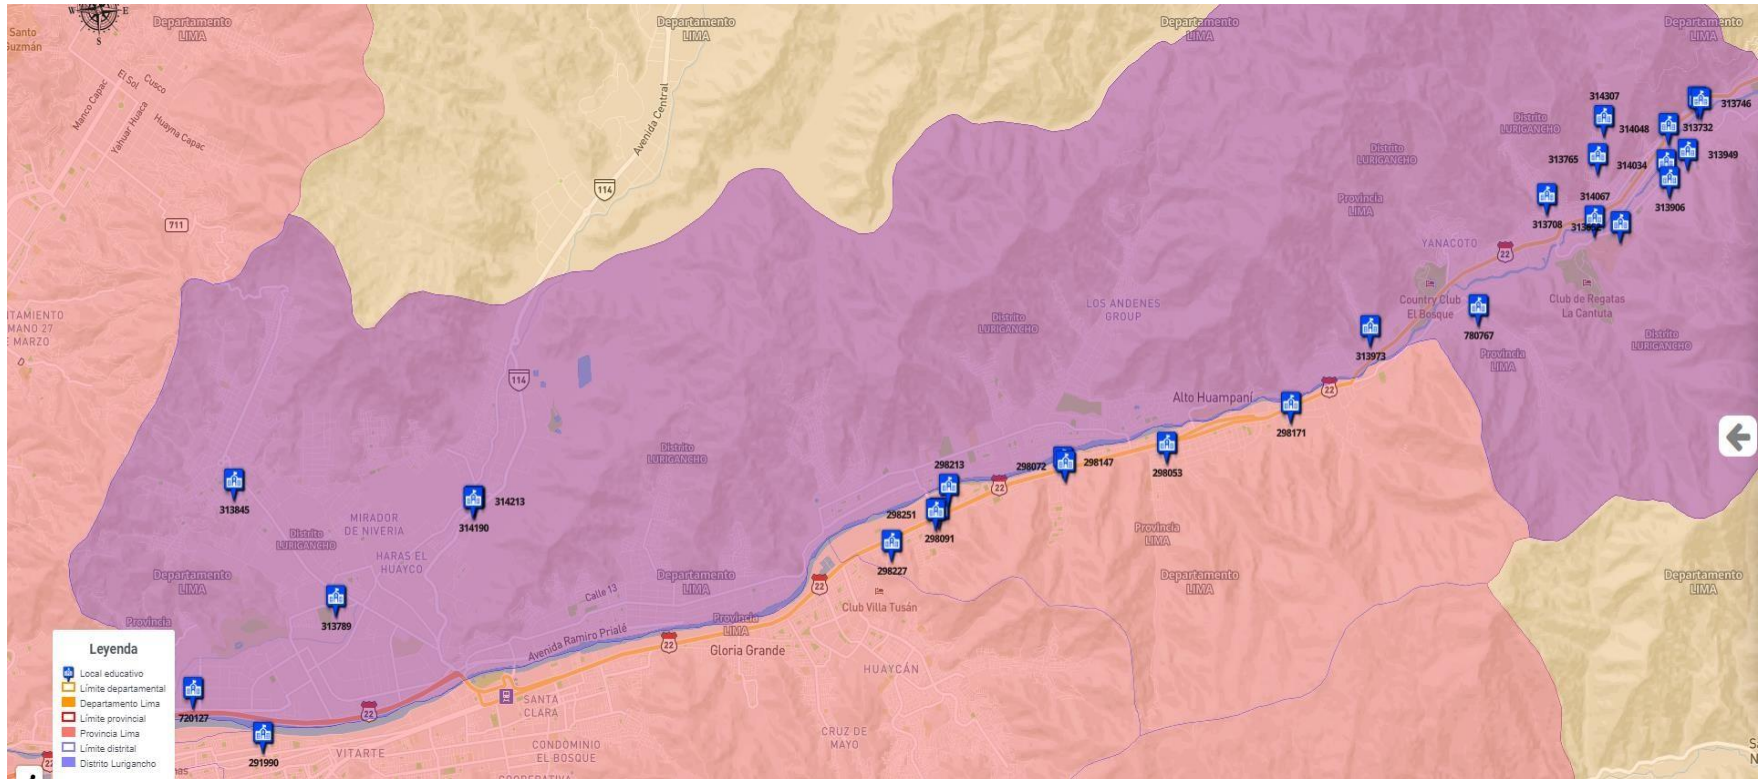 W
E
S
Departamento
LIMA
Departamento
LIMA
Departamento
LIMA
Departamento
LIMA
Santo
El Sol
Cusco
Manco Capac
Yahuar Huaca
Huayna Capac
Avenida Central
114
711
314307
313746
Distrito
LURIGANCHO
314048
313732
Distrito
LURIGANCHO
313765
314034
313949
Provincia
LIMA
314067
313906
313708
YANACOTO
22
Country Club
El Bosque
Club de Regatas
La Cantuta
LOS ANDENES
GROUP
Distrito
LURIGANCHO
780767
313973
Distrito
LURIGANCHO
Provincia
LIMA
MANO 27
MARZO
114
22
Alto Huampaní
298171
Distrito
LURIGANCHO
298213
298072
298147
298053
22
313845
314213
314190
298251
298091
MIRADOR
DE NIVERIA
Distrito
LURIGANCHO
HARAS EL
HUAYCO
Provincia
LIMA
298227
Departamento
LIMA
Departamento
LIMA
Departamento
LIMA
Departamento
LIMA
22
Calle 13
Club Villa Tusán
313789
Provincia
Provincia
LIMA
Avenida Ramiro Prialé
22
Gloria Grande
HUAYCÁN
SANTA
CLARA
720127
22
291990
VITARTE
CONDOMINIO
EL BOSQUE
CRUZ DE
MAYO
22
Leyenda
Local educativo
Límite departamental
Departamento Lima
Límite provincial
Provincia Lima
Límite distrital
Distrito Lurigancho